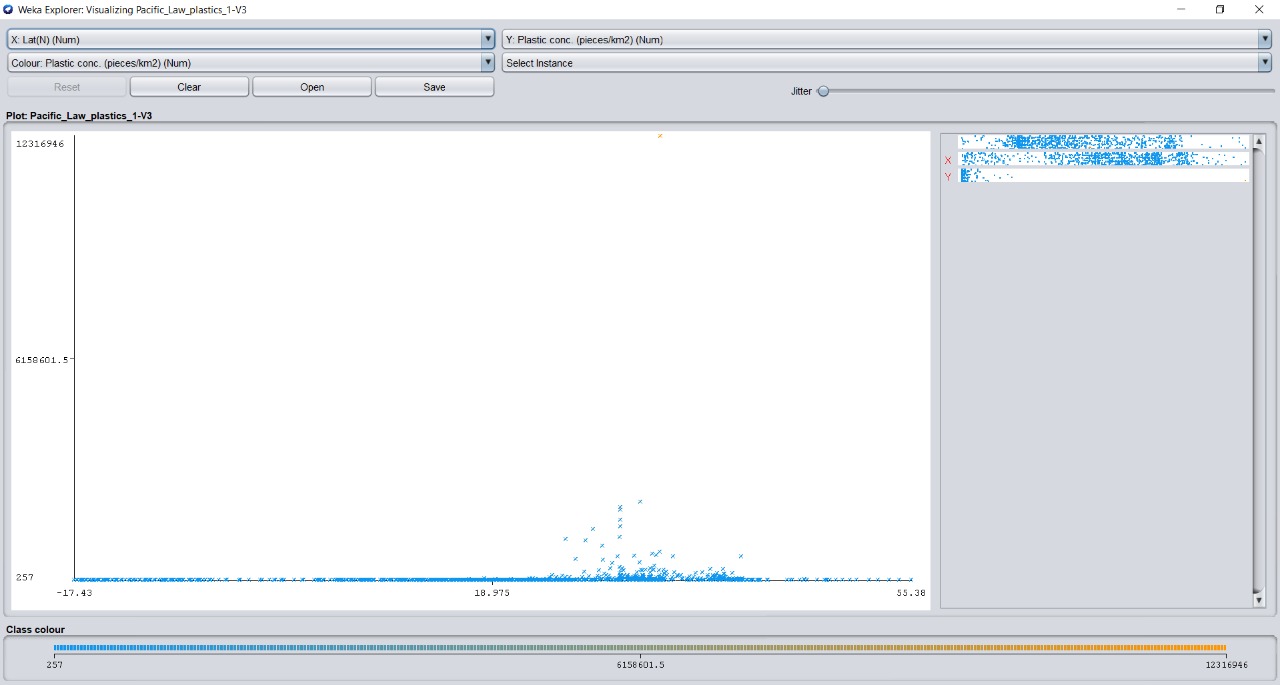 Weka Explorer: Visualizing Pacific_Law_plastics_1-V3
X: Lat(N) (Num)
Y: Plastic conc. (pieces/km2) (Num)
Colour: Plastic conc. (pieces/km2) (Num)
Select Instance
Reset
Clear
Open
Save
Jitter
Plot: Pacific_Law_plastics_1-V3
12316946
6158601.5
257
-17.43
18.975
55.38
X
Y
Class colour
257
6158601.5
12316946